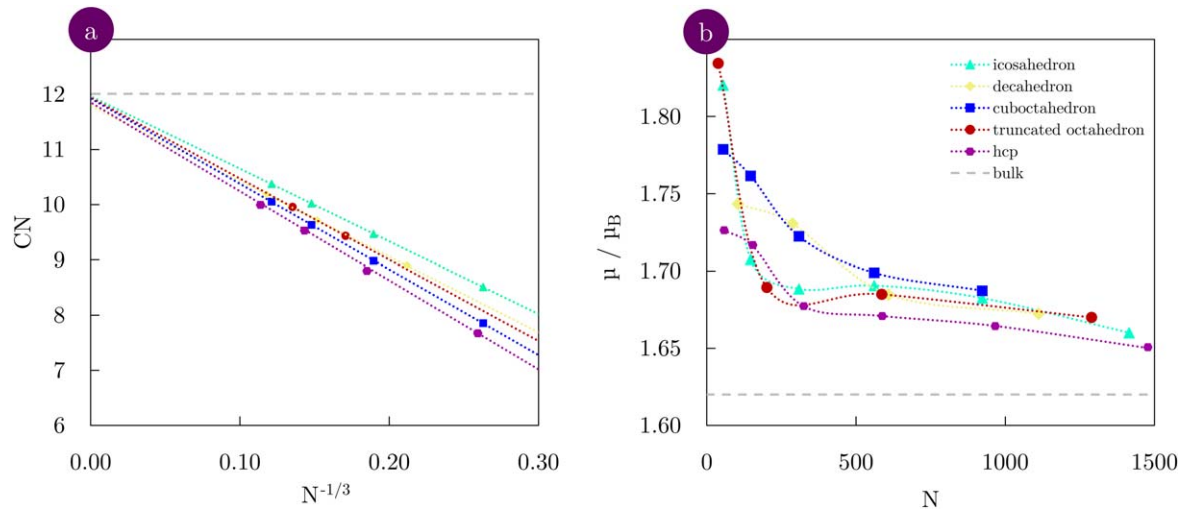 a
CN
12
11
10
9
8
7
6
0.00
0.10
0.20
0.30
N-1/3
b
μ / μB
1.80
1.75
1.70
1.65
1.60
icosahedron
decahedron
cuboctahedron
truncated octahedron
hcp
bulk
0
500
1000
1500
N